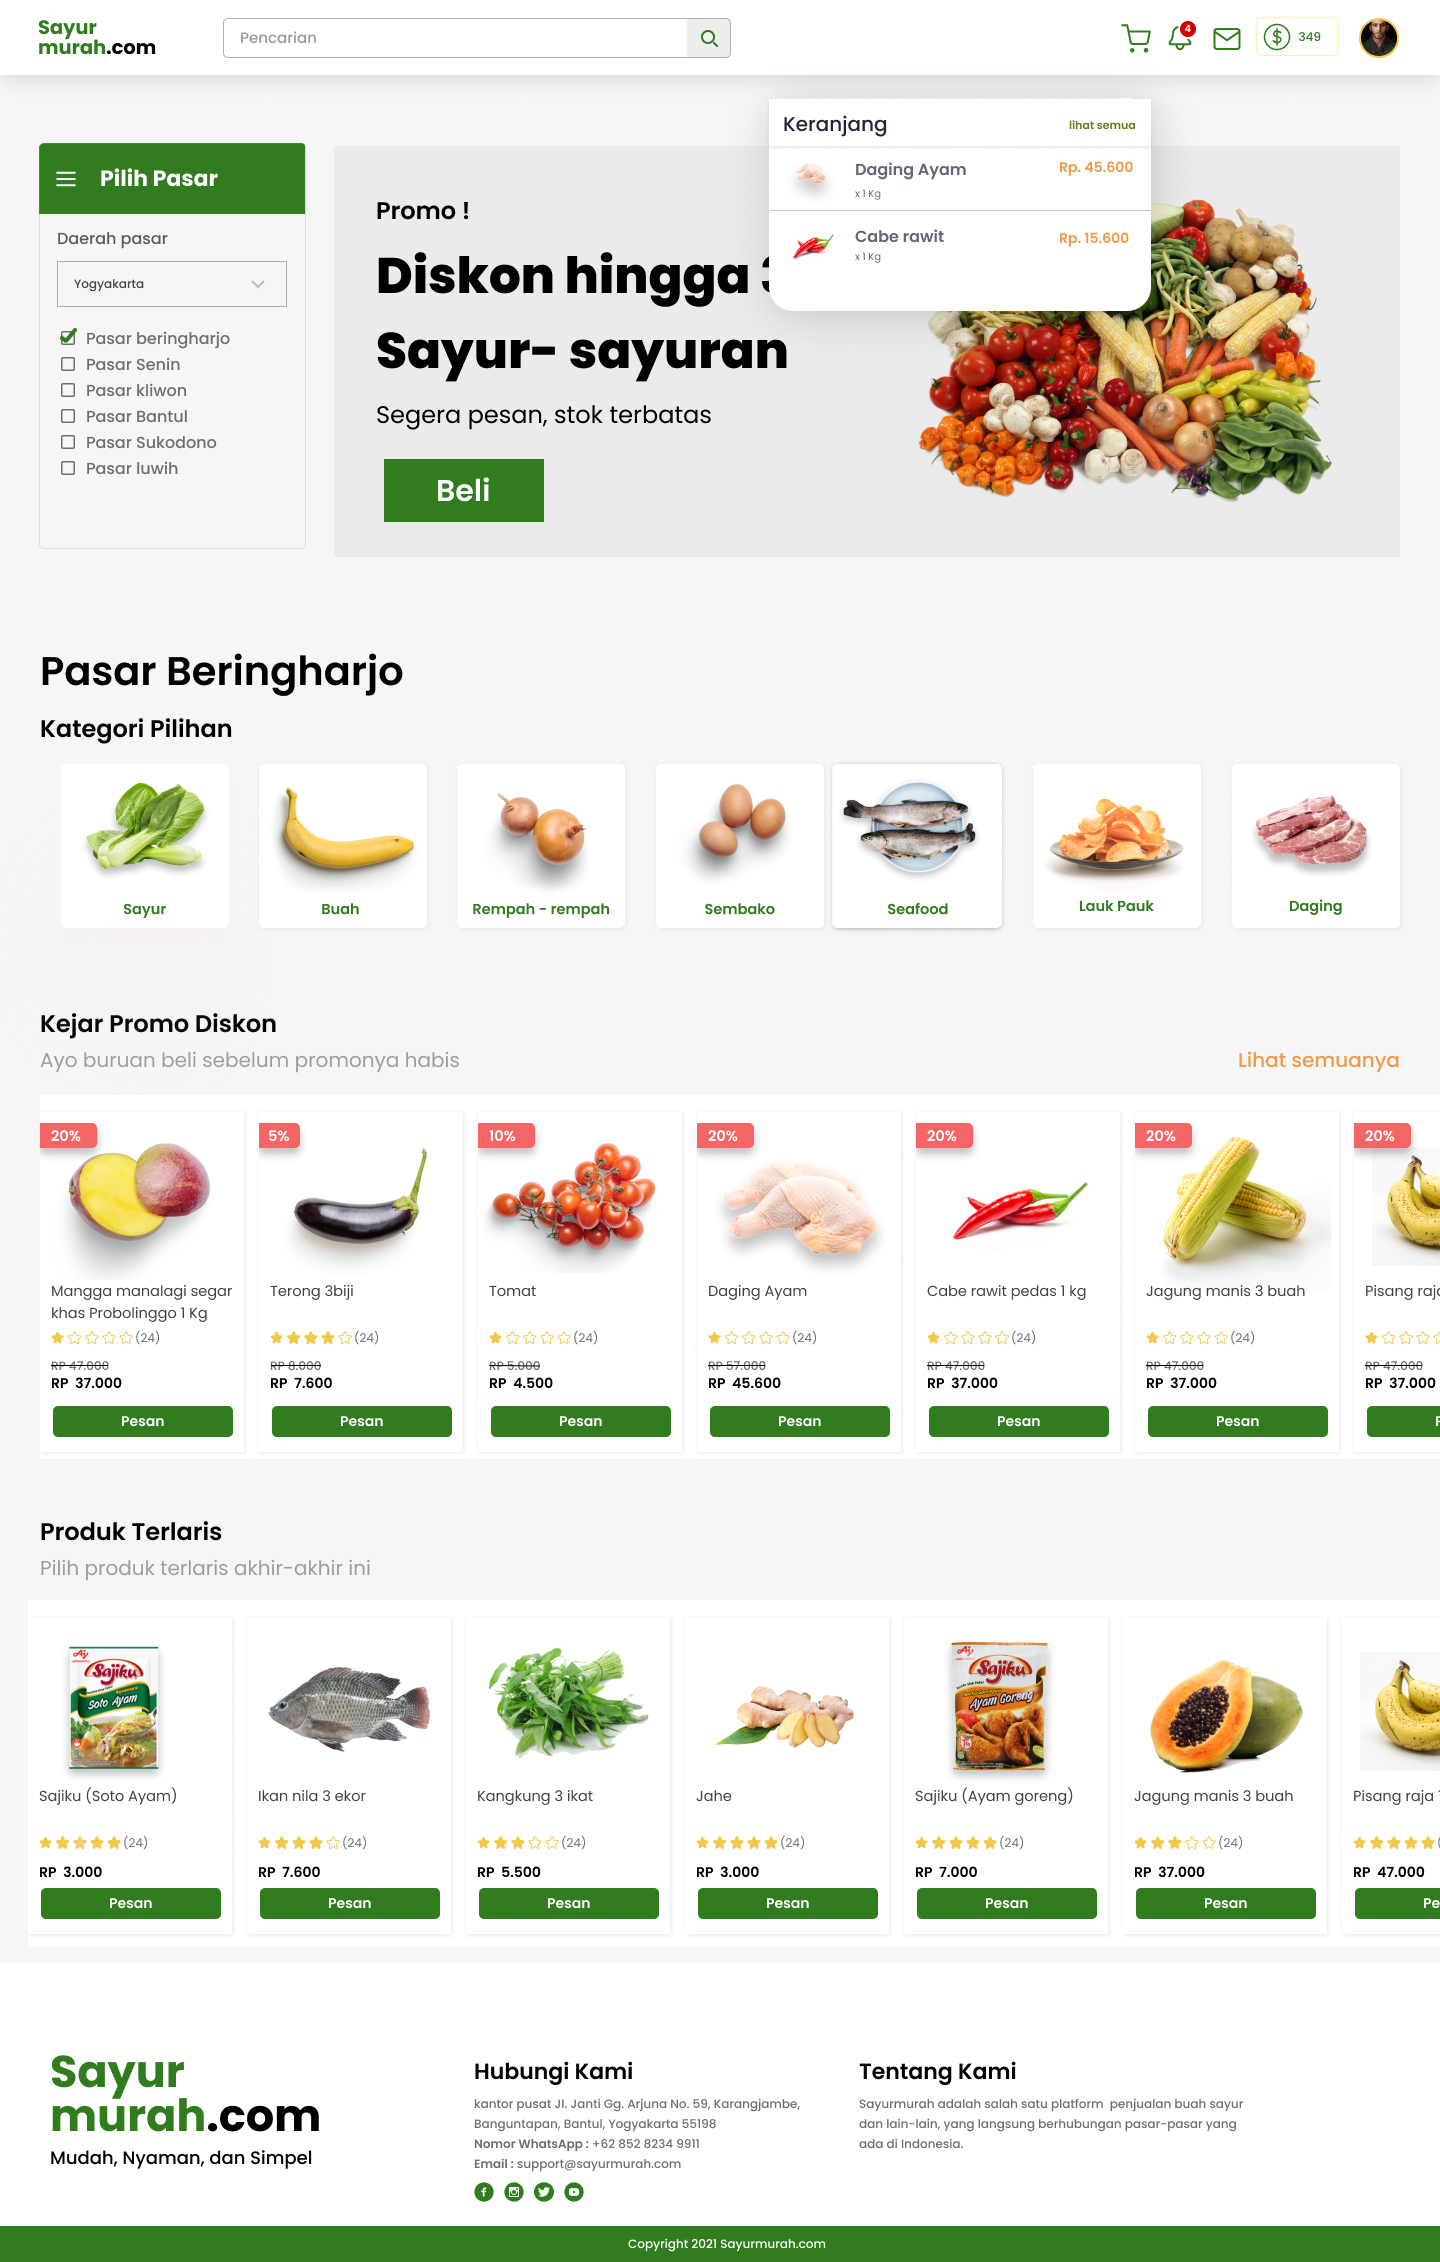 Sayur
murah.com
Pencarian
4
349
Keranjang
lihat semua
Daging Ayam
Rp. 45.600
x 1 Kg
Cabe rawit
Rp. 15.600
x 1 Kg
Pilih Pasar
Daerah pasar
Yogyakarta
Pasar beringharjo
Pasar Senin
Pasar kliwon
Pasar Bantul
Pasar Sukodono
Pasar luwih
Promo !
Diskon hingga
Sayur- sayuran
Segera pesan, stok terbatas
Beli
Pasar Beringharjo
Kategori Pilihan
Sayur
Buah
Rempah - rempah
Sembako
Seafood
Lauk Pauk
Daging
Kejar Promo Diskon
Ayo buruan beli sebelum promonya habis
Lihat semuanya
20%
5%
10%
20%
20%
20%
20%
Mangga manalagi segar
khas Probolinggo 1 Kg
Terong 3biji
Tomat
Daging Ayam
Cabe rawit pedas 1 kg
Jagung manis 3 buah
Pisang
(24)
(24)
(24)
(24)
(24)
(24)
RP 47.000
RP 8.000
RP 5.000
RP 57.000
RP 47.000
RP 47.000
RP 47.000
RP 37.000
RP 7.600
RP 4.500
RP 45.600
RP 37.000
RP 37.000
RP 37.000
Pesan
Pesan
Pesan
Pesan
Pesan
Pesan
Produk Terlaris
Pilih produk terlaris akhir-akhir ini
Aji
Sajiku
Soto Ayam
Aji
Sajiku
Ayam Goreng
Sajiku (Soto Ayam)
Ikan nila 3 ekor
Kangkung 3 ikat
Jahe
Sajiku (Ayam goreng)
Jagung manis 3 buah
Pisang raja
(24)
(24)
(24)
(24)
(24)
(24)
RP 3.000
RP 7.600
RP 5.500
RP 3.000
RP 7.000
RP 37.000
RP 47.000
Pesan
Pesan
Pesan
Pesan
Pesan
Pesan
Pe
Sayur
murah.com
Mudah, Nyaman, dan Simpel
Hubungi Kami
kantor pusat Jl. Janti Gg. Arjuna No. 59, Karangjambe,
Banguntapan, Bantul, Yogyakarta 55198
Nomor WhatsApp : +62 852 8234 9911
Email : support@sayurmurah.com
Tentang Kami
Sayurmurah adalah salah satu platform penjualan buah sayur
dan lain-lain, yang langsung berhubungan pasar-pasar yang
ada di Indonesia.
Copyright 2021 Sayurmurah.com